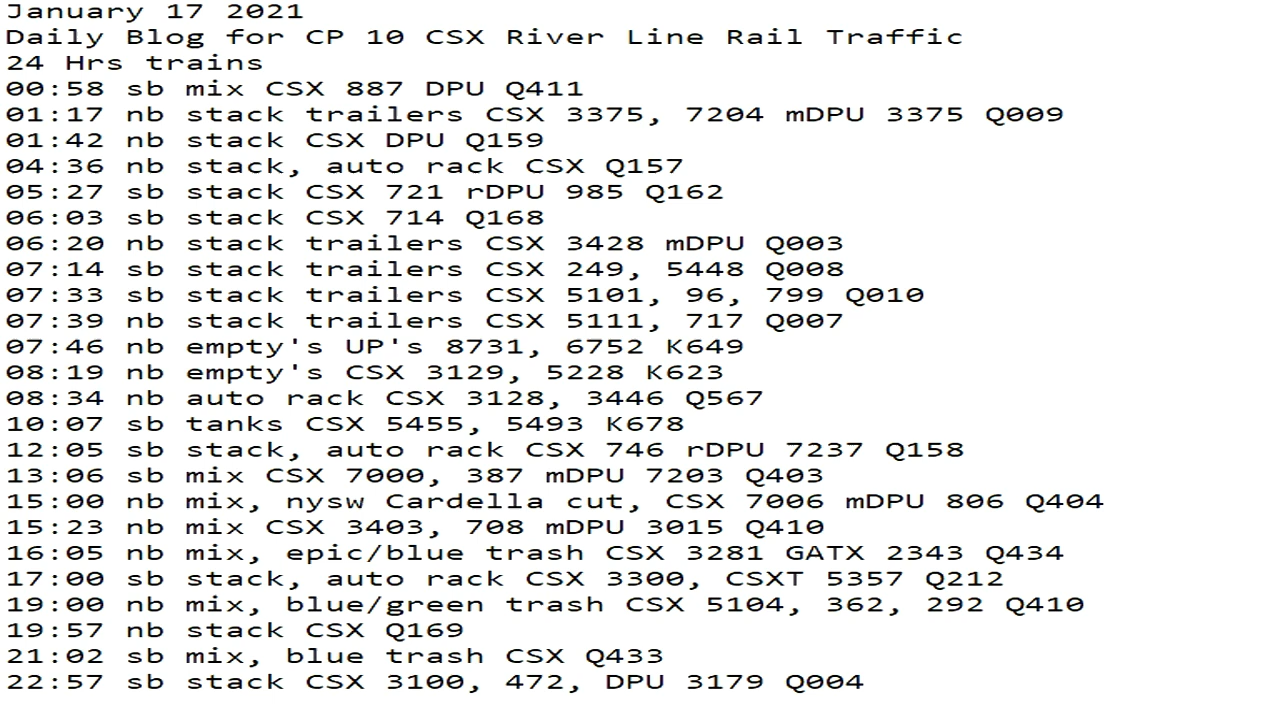 January 17 2021
Daily Blog for CP 10 CSX River Line Rail Traffic
24 Hrs trains
00:58 sb mix CSX 887 DPU Q411
01:17 nb stack trailers CSX 3375, 7204 mDPU 3375 Q009
01:42 nb stack CSX DPU Q159
04:36 nb stack, auto rack CSX Q157
05:27 sb stack CSX 721 rDPU 985 Q162
06:03 sb stack CSX 714 Q168
06:20 nb stack trailers CSX 3428 mDPU Q003
07:14 sb stack trailers CSX 249, 5448 Q008
07:33 sb stack trailers CSX 5101, 96, 799 Q010
07:39 nb stack trailers CSX 5111, 717 Q007
07:46 nb empty's UP's 8731, 6752 K649
08:19 nb empty's CSX 3129, 5228 K623
08:34 nb auto rack CSX 3128, 3446 Q567
10:07 sb tanks CSX 5455, 5493 K678
12:05 sb stack, auto rack CSX 746 rDPU 7237 Q158
13:06 sb mix CSX 7000, 387 mDPU 7203 Q403
15:00 nb mix, nysw Cardella cut, CSX 7006 mDPU 806 Q404
15:23 nb mix CSX 3403, 708 mDPU 3015 Q410
16:05 nb mix, epic/blue trash CSX 3281 GATX 2343 Q434
17:00 sb stack, auto rack CSX 3300, CSXT 5357 Q212
19:00 nb mix, blue/green trash CSX 5104, 362, 292 Q410
19:57 nb stack CSX Q169
21:02 sb mix, blue trash CSX Q433
22:57 sb stack CSX 3100, 472, DPU 3179 Q004